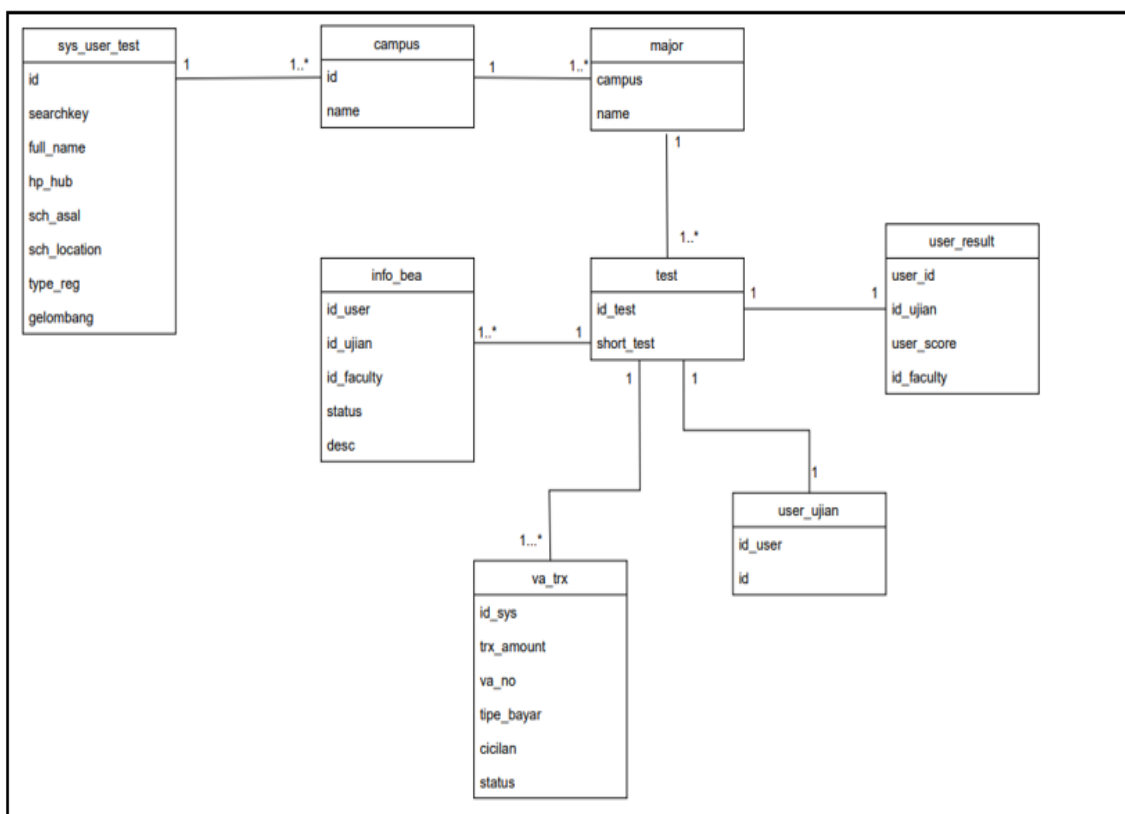 sys_user_test
id
searchkey
full_name
hp_hub
sch_asal
sch_location
type_reg
gelombang
1
1..*
campus
id
name
1
1..*
major
campus
name
1
1..*
test
id_test
short_test
1
1
user_result
user_id
id_ujian
user_score
id_faculty
info_bea
id_user
id_ujian
id_faculty
status
desc
1..*
1
1
1
1
user_ujian
id_user
id
1...*
va_trx
id_sys
trx_amount
va_no
tipe_bayar
cicilan
status